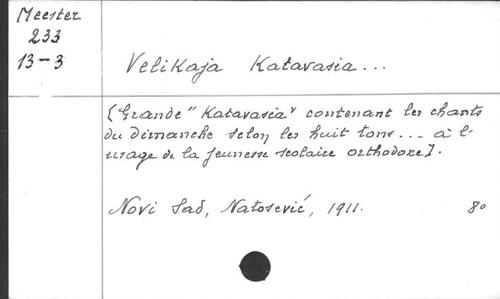 Meester
233
13-3
Velikaja Katavasia...
[Grande "Katavasia" contenant les chants
du Dimanche selon les huit tons... à l'
usage de la jeunesse scolaire orthodoxe].
Novi Sad, Natošević, 1911. 8°